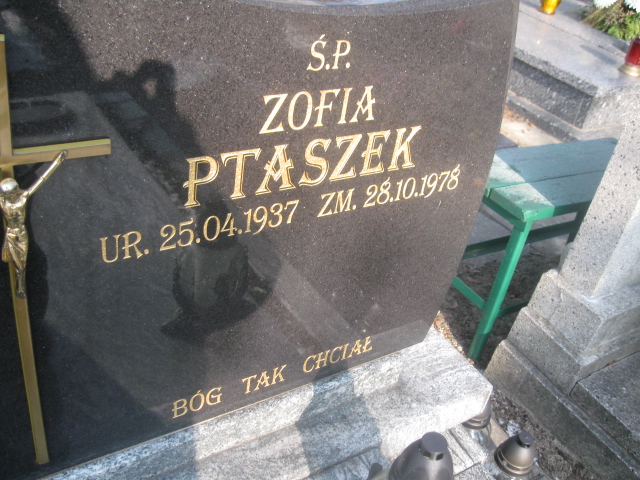 Ś.P.
ZOFIA
PTASZEK
UR. 25.04.1937 ZM. 28.10.1978
BÓG TAK CHCIAŁ